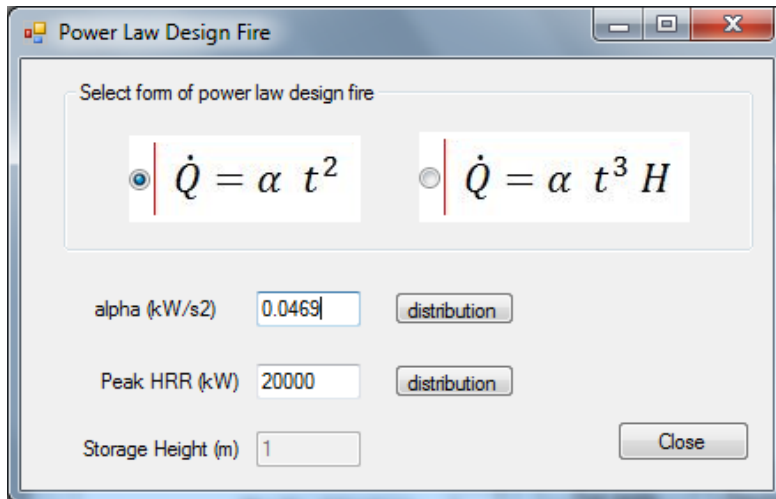 Power Law Design Fire
Select form of power law design fire
Q̇ = α t² Q̇ = α t³ H
alpha (kW/s2) 0.0469 distribution
Peak HRR (kW) 20000 distribution
Storage Height (m) 1
Close